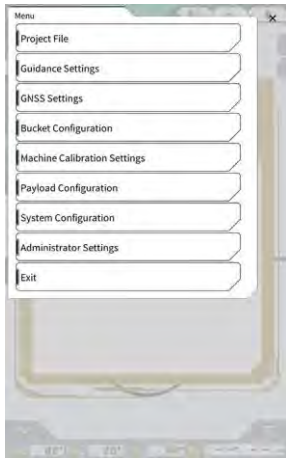 Menu
Project File
Guidance Settings
GNSS Settings
Bucket Configuration
Machine Calibration Settings
Payload Configuration
System Configuration
Administrator Settings
Exit